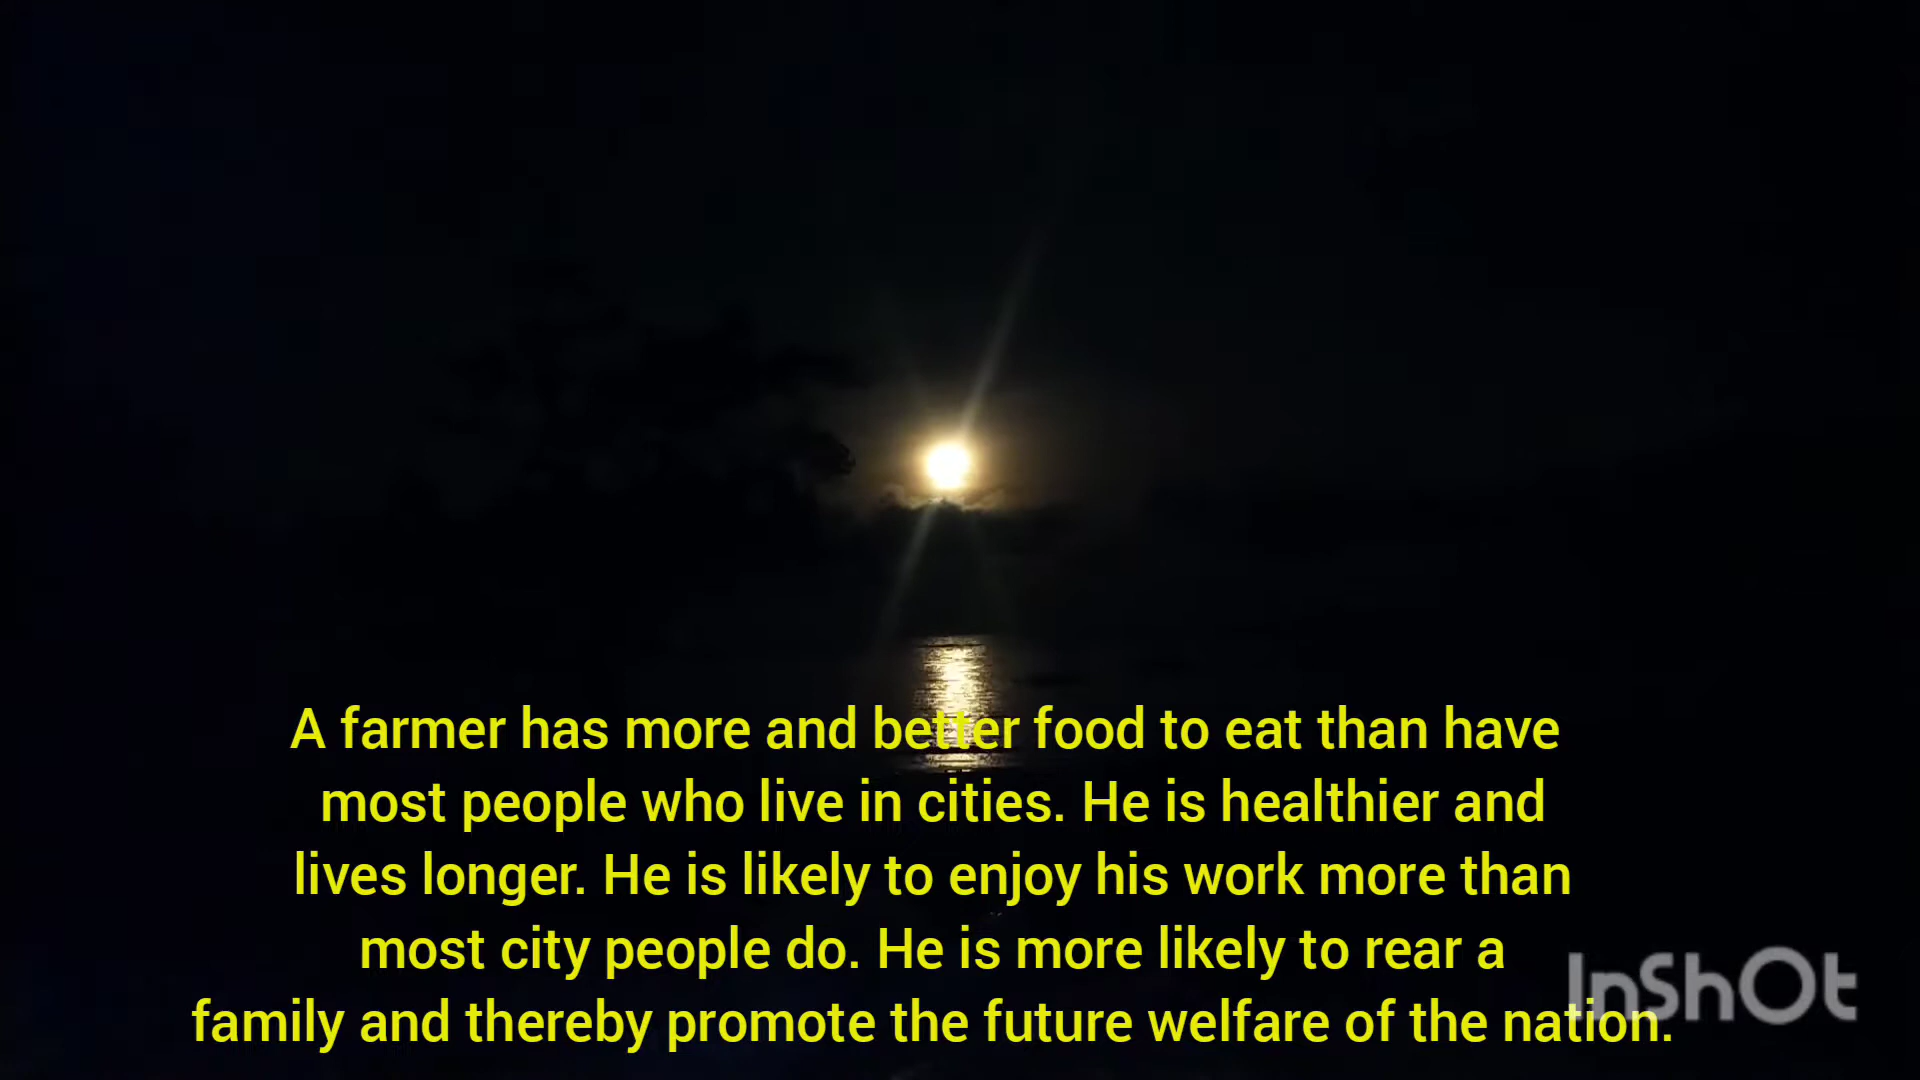 A farmer has more and better food to eat than have
most people who live in cities. He is healthier and
lives longer. He is likely to enjoy his work more than
most city people do. He is more likely to rear a
family and thereby promote the future welfare of the nation.
InShOt